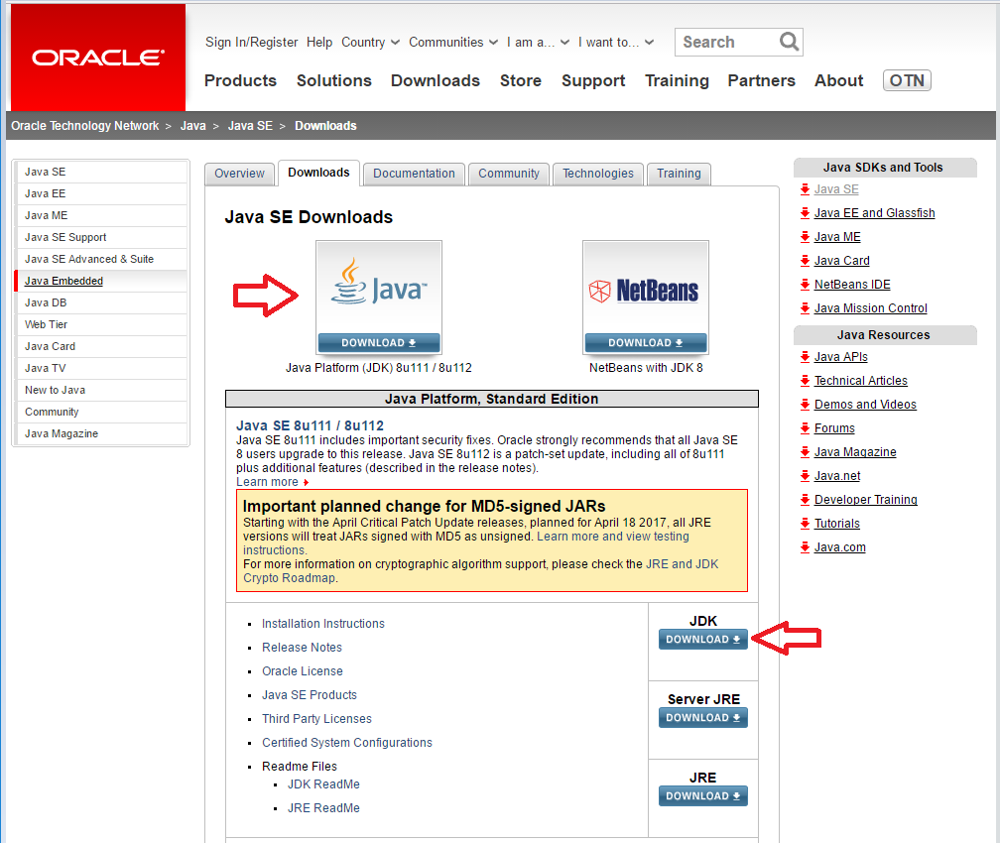 ORACLE
Sign In/Register Help Country Communities I am a... I want to... Search
Products Solutions Downloads Store Support Training Partners About OTN
Oracle Technology Network > Java > Java SE > Downloads
Java SE
Java EE
Java ME
Java SE Support
Java SE Advanced & Suite
Java Embedded
Java DB
Web Tier
Java Card
Java TV
New to Java
Community
Java Magazine
Overview Downloads Documentation Community Technologies Training
Java SE Downloads
Java™
DOWNLOAD
Java Platform (JDK) 8u111 / 8u112
NetBeans
DOWNLOAD
NetBeans with JDK 8
Java Platform, Standard Edition
Java SE 8u111 / 8u112
Java SE 8u111 includes important security fixes. Oracle strongly recommends that all Java SE
8 users upgrade to this release. Java SE 8u112 is a patch-set update, including all of 8u111
plus additional features (described in the release notes).
Learn more
Important planned change for MD5-signed JARs
Starting with the April Critical Patch Update releases, planned for April 18 2017, all JRE
versions will treat JARs signed with MD5 as unsigned. Learn more and view testing
instructions.
For more information on cryptographic algorithm support, please check the JRE and JDK
Crypto Roadmap.
Installation Instructions
Release Notes
Oracle License
Java SE Products
Third Party Licenses
Certified System Configurations
Readme Files
JDK ReadMe
JRE ReadMe
JDK
DOWNLOAD
Server JRE
DOWNLOAD
JRE
DOWNLOAD
Java SDKs and Tools
Java SE
Java EE and Glassfish
Java ME
Java Card
NetBeans IDE
Java Mission Control
Java Resources
Java APIs
Technical Articles
Demos and Videos
Forums
Java Magazine
Java.net
Developer Training
Tutorials
Java.com